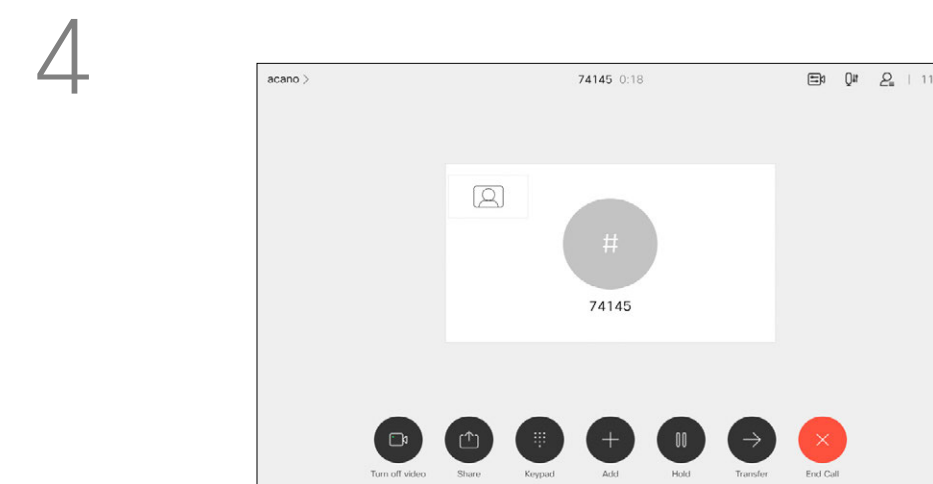 4
acano >
74145 0:18
11
#
74145
Turn off video Share Keypad Add Hold Transfer End Call